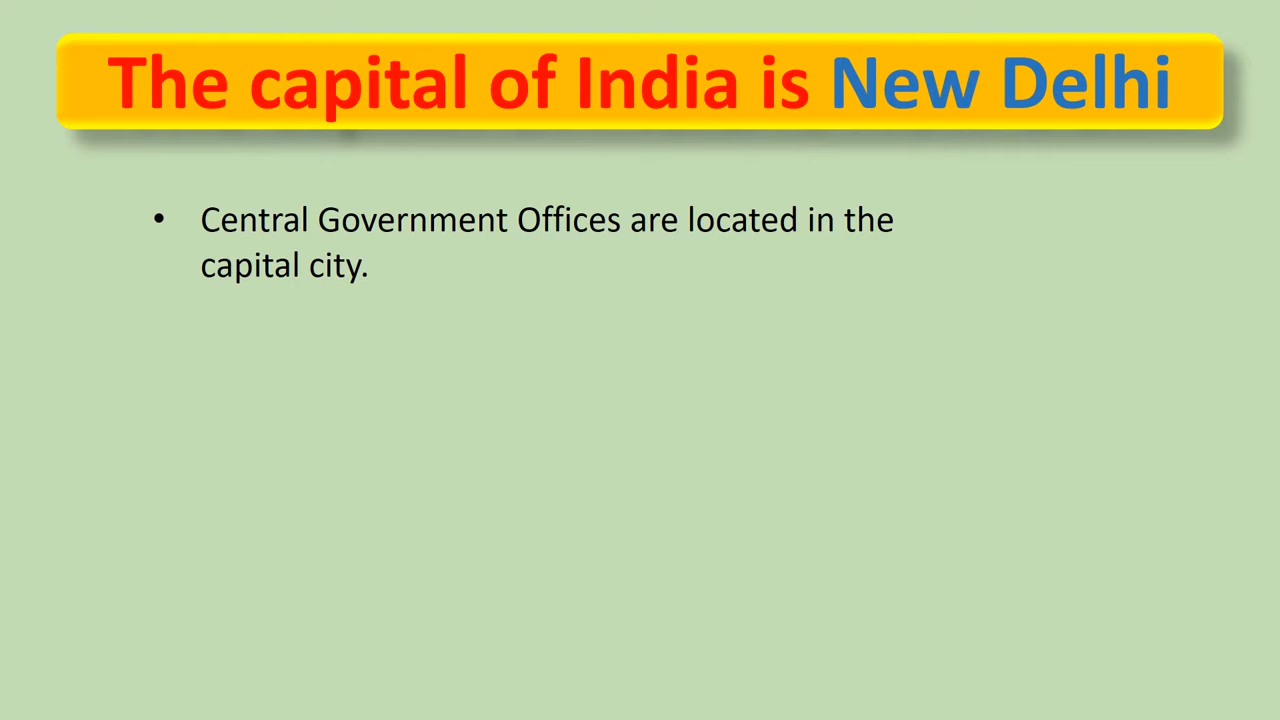 The capital of India is New Delhi
• Central Government Offices are located in the
capital city.